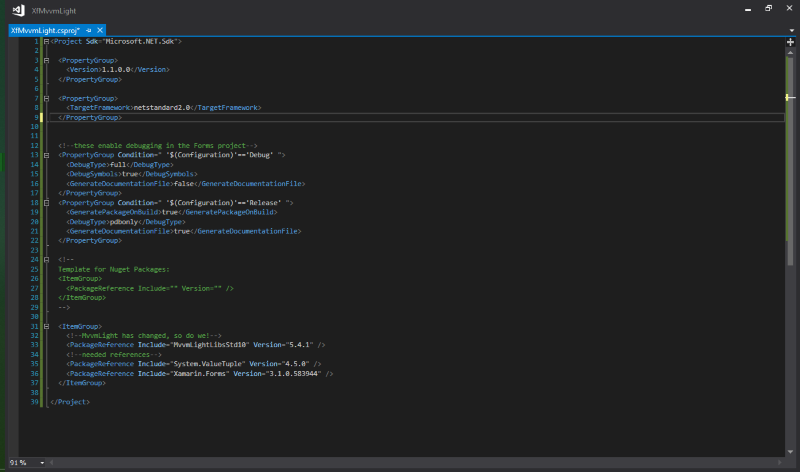 XfMvvmLight
XfMvvmLight.csproj*
1 <Project Sdk="Microsoft.NET.Sdk">
2
3 <PropertyGroup>
4 <Version>1.1.0.0</Version>
5 </PropertyGroup>
6
7 <PropertyGroup>
8 <TargetFramework>netstandard2.0</TargetFramework>
9 </PropertyGroup>
10
11
12 <!--these enable debugging in the Forms project-->
13 <PropertyGroup Condition=" '$(Configuration)'=='Debug' ">
14 <DebugType>full</DebugType>
15 <DebugSymbols>true</DebugSymbols>
16 <GenerateDocumentationFile>false</GenerateDocumentationFile>
17 </PropertyGroup>
18 <PropertyGroup Condition=" '$(Configuration)'=='Release' ">
19 <GeneratePackageOnBuild>true</GeneratePackageOnBuild>
20 <DebugType>pdbonly</DebugType>
21 <GenerateDocumentationFile>true</GenerateDocumentationFile>
22 </PropertyGroup>
23
24 <!--
25 Template for Nuget Packages:
26 <ItemGroup>
27 <PackageReference Include="" Version="" />
28 </ItemGroup>
29 -->
30
31 <ItemGroup>
32 <!--MvvmLight has changed, so do we!-->
33 <PackageReference Include="MvvmLightLibsStd10" Version="5.4.1" />
34 <!--needed references-->
35 <PackageReference Include="System.ValueTuple" Version="4.5.0" />
36 <PackageReference Include="Xamarin.Forms" Version="3.1.0.583944" />
37 </ItemGroup>
38
39 </Project>
91 %